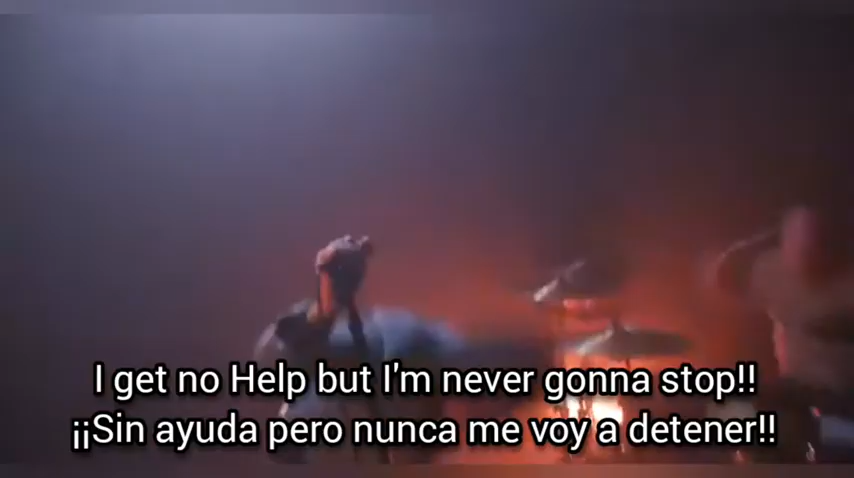 I get no Help but I'm never gonna stop!!
¡¡Sin ayuda pero nunca me voy a detener!!